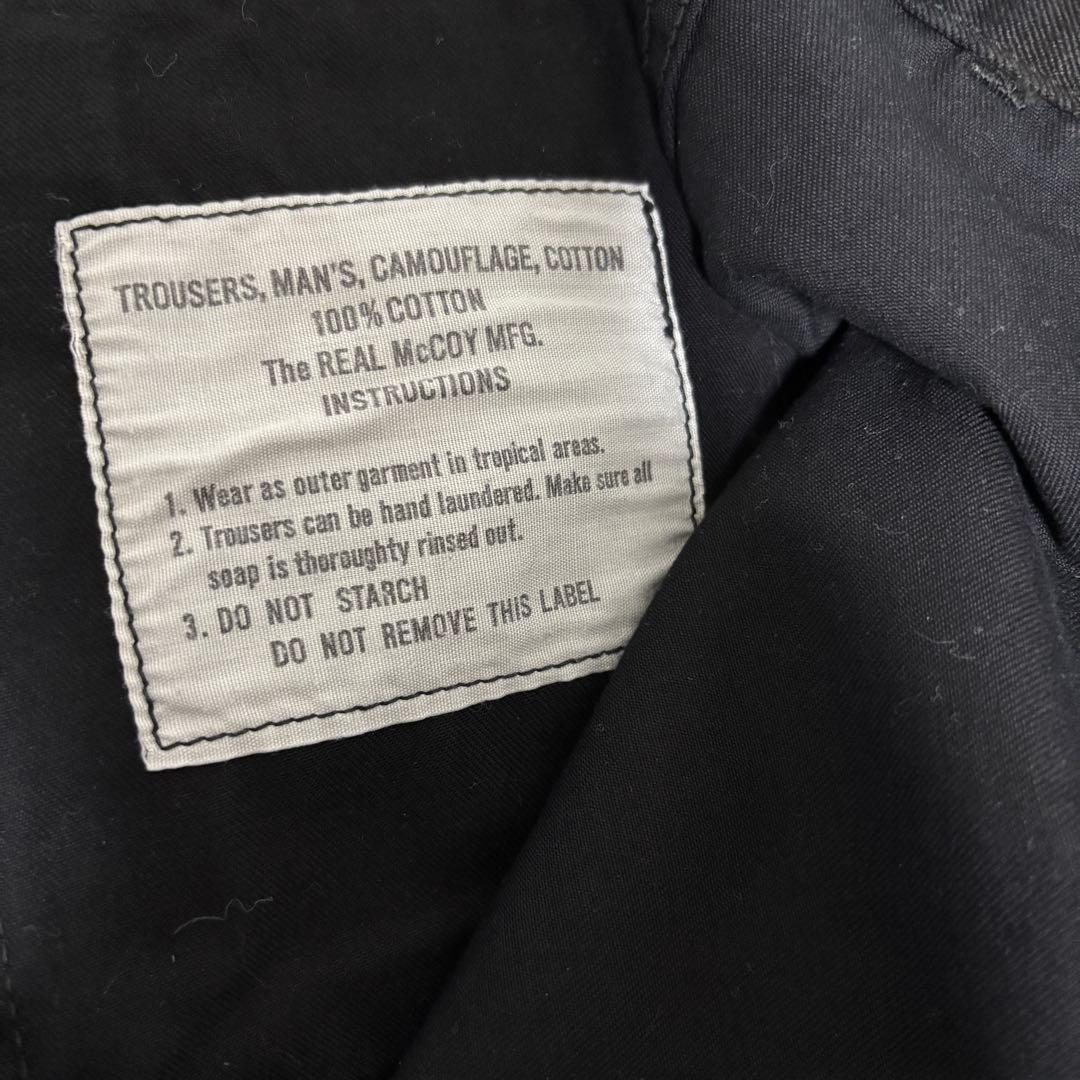 TROUSERS, MAN'S, CAMOUFLAGE, COTTON
100% COTTON
The REAL McCOY MFG.
INSTRUCTIONS
1. Wear as outer garment in tropical areas.
2. Trousers can be hand laundered. Make sure all
soap is thoroughty rinsed out.
3. DO NOT STARCH
DO NOT REMOVE THIS LABEL